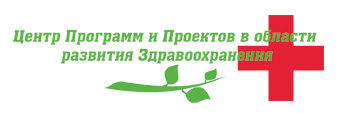 Центр Программ и Проектов в области
развития Здравоохранения